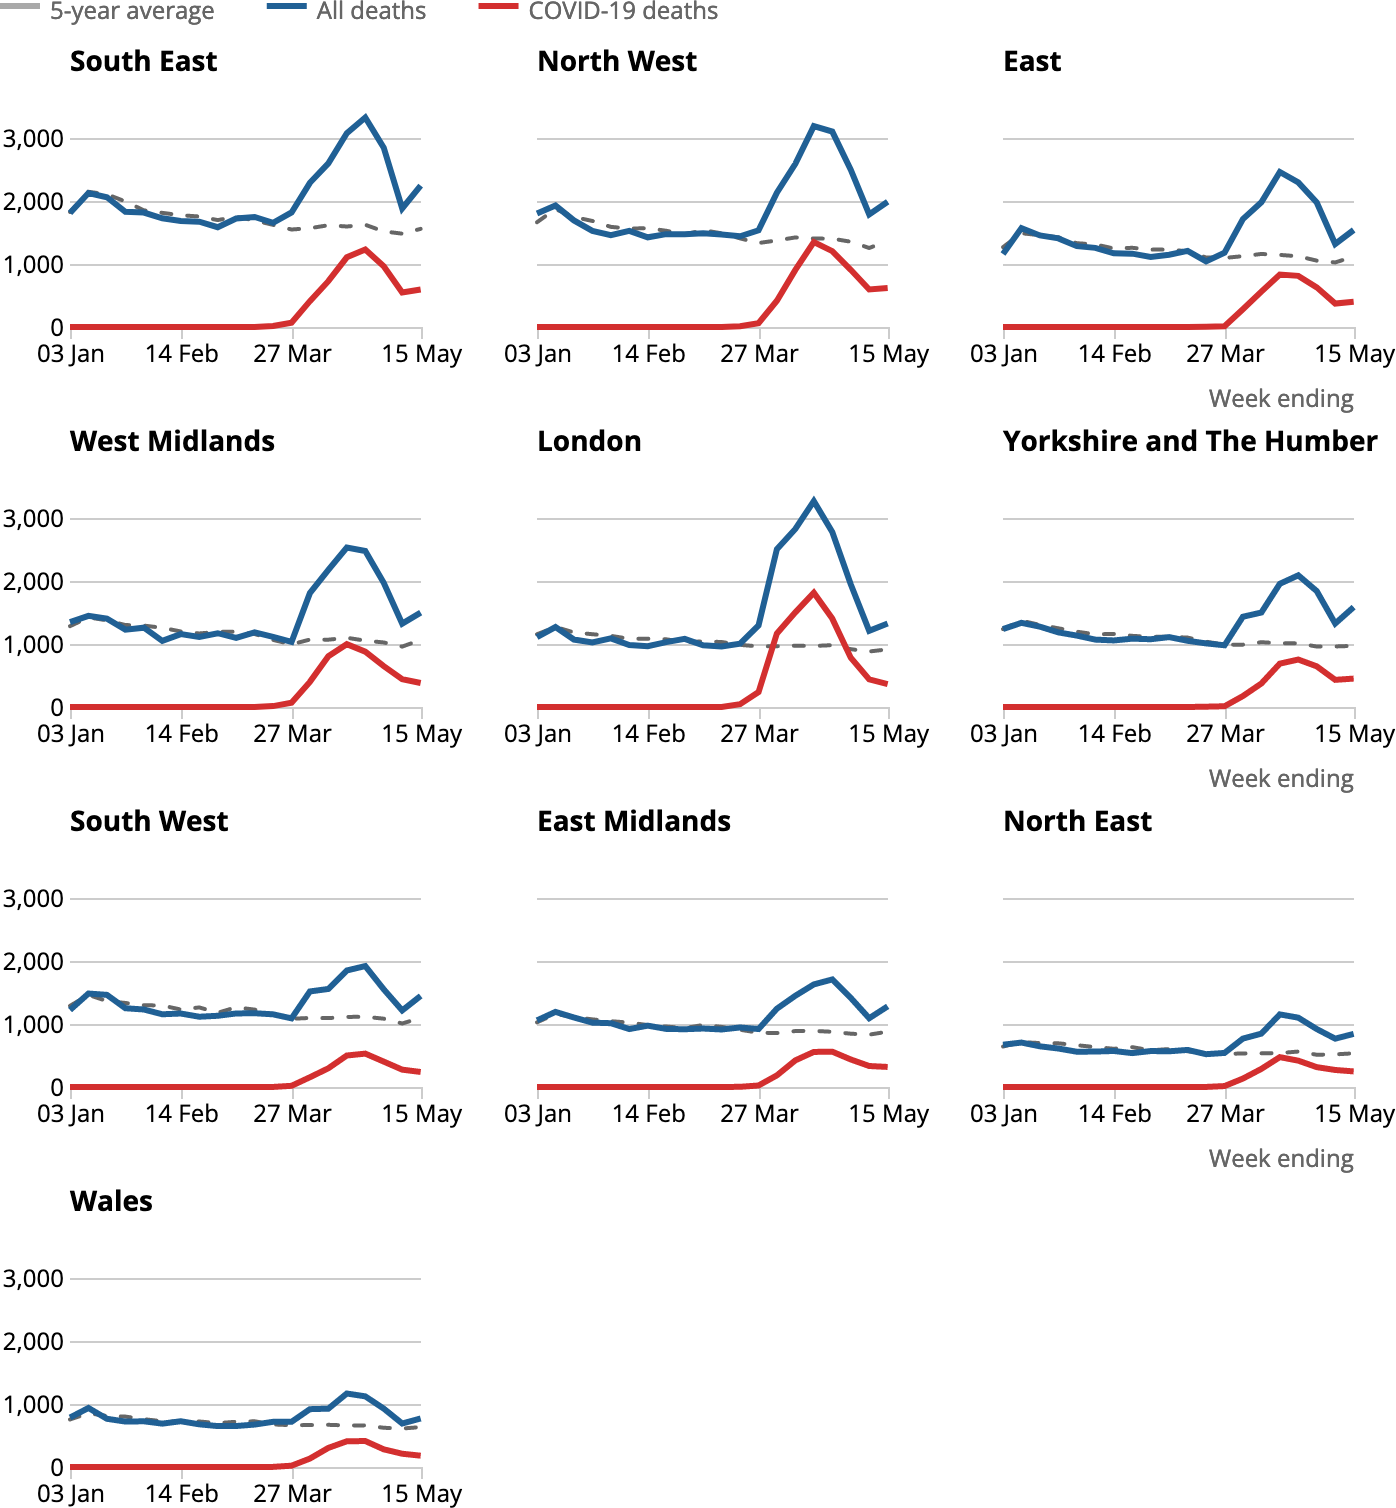 5-year average All deaths COVID-19 deaths
South East North West East
3,000
2,000
1,000
0
03 Jan 14 Feb 27 Mar 15 May 03 Jan 14 Feb 27 Mar 15 May 03 Jan 14 Feb 27 Mar 15 May
Week ending
West Midlands London Yorkshire and The Humber
3,000
2,000
1,000
0
03 Jan 14 Feb 27 Mar 15 May 03 Jan 14 Feb 27 Mar 15 May 03 Jan 14 Feb 27 Mar 15 May
Week ending
South West East Midlands North East
3,000
2,000
1,000
0
03 Jan 14 Feb 27 Mar 15 May 03 Jan 14 Feb 27 Mar 15 May 03 Jan 14 Feb 27 Mar 15 May
Week ending
Wales
3,000
2,000
1,000
0
03 Jan 14 Feb 27 Mar 15 May